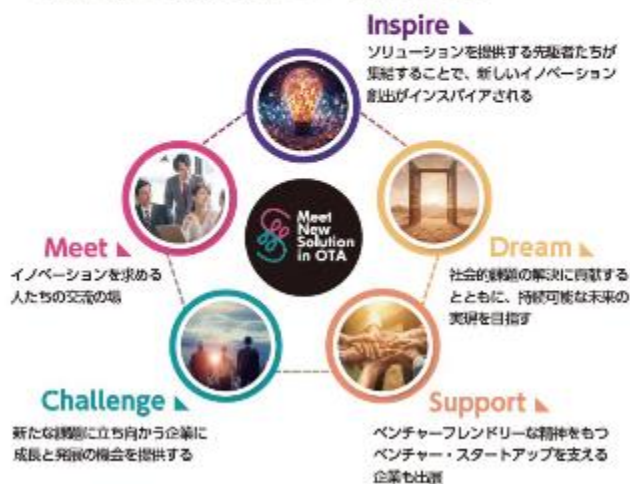 Inspire
ソリューションを提供する先駆者たちが
集結することで、新しいイノベーション
創出がインスパイアされる
Meet
New
Solution
in OTA
Meet
イノベーションを求める
人たちの交流の場
Dream
社会的課題の解決に貢献する
とともに、持続可能な未来の
実現を目指す
Challenge
新たな課題に立ち向かう企業に
成長と発展の機会を提供する
Support
ベンチャーフレンドリーな精神をもつ
ベンチャー・スタートアップを支える
企業も出展